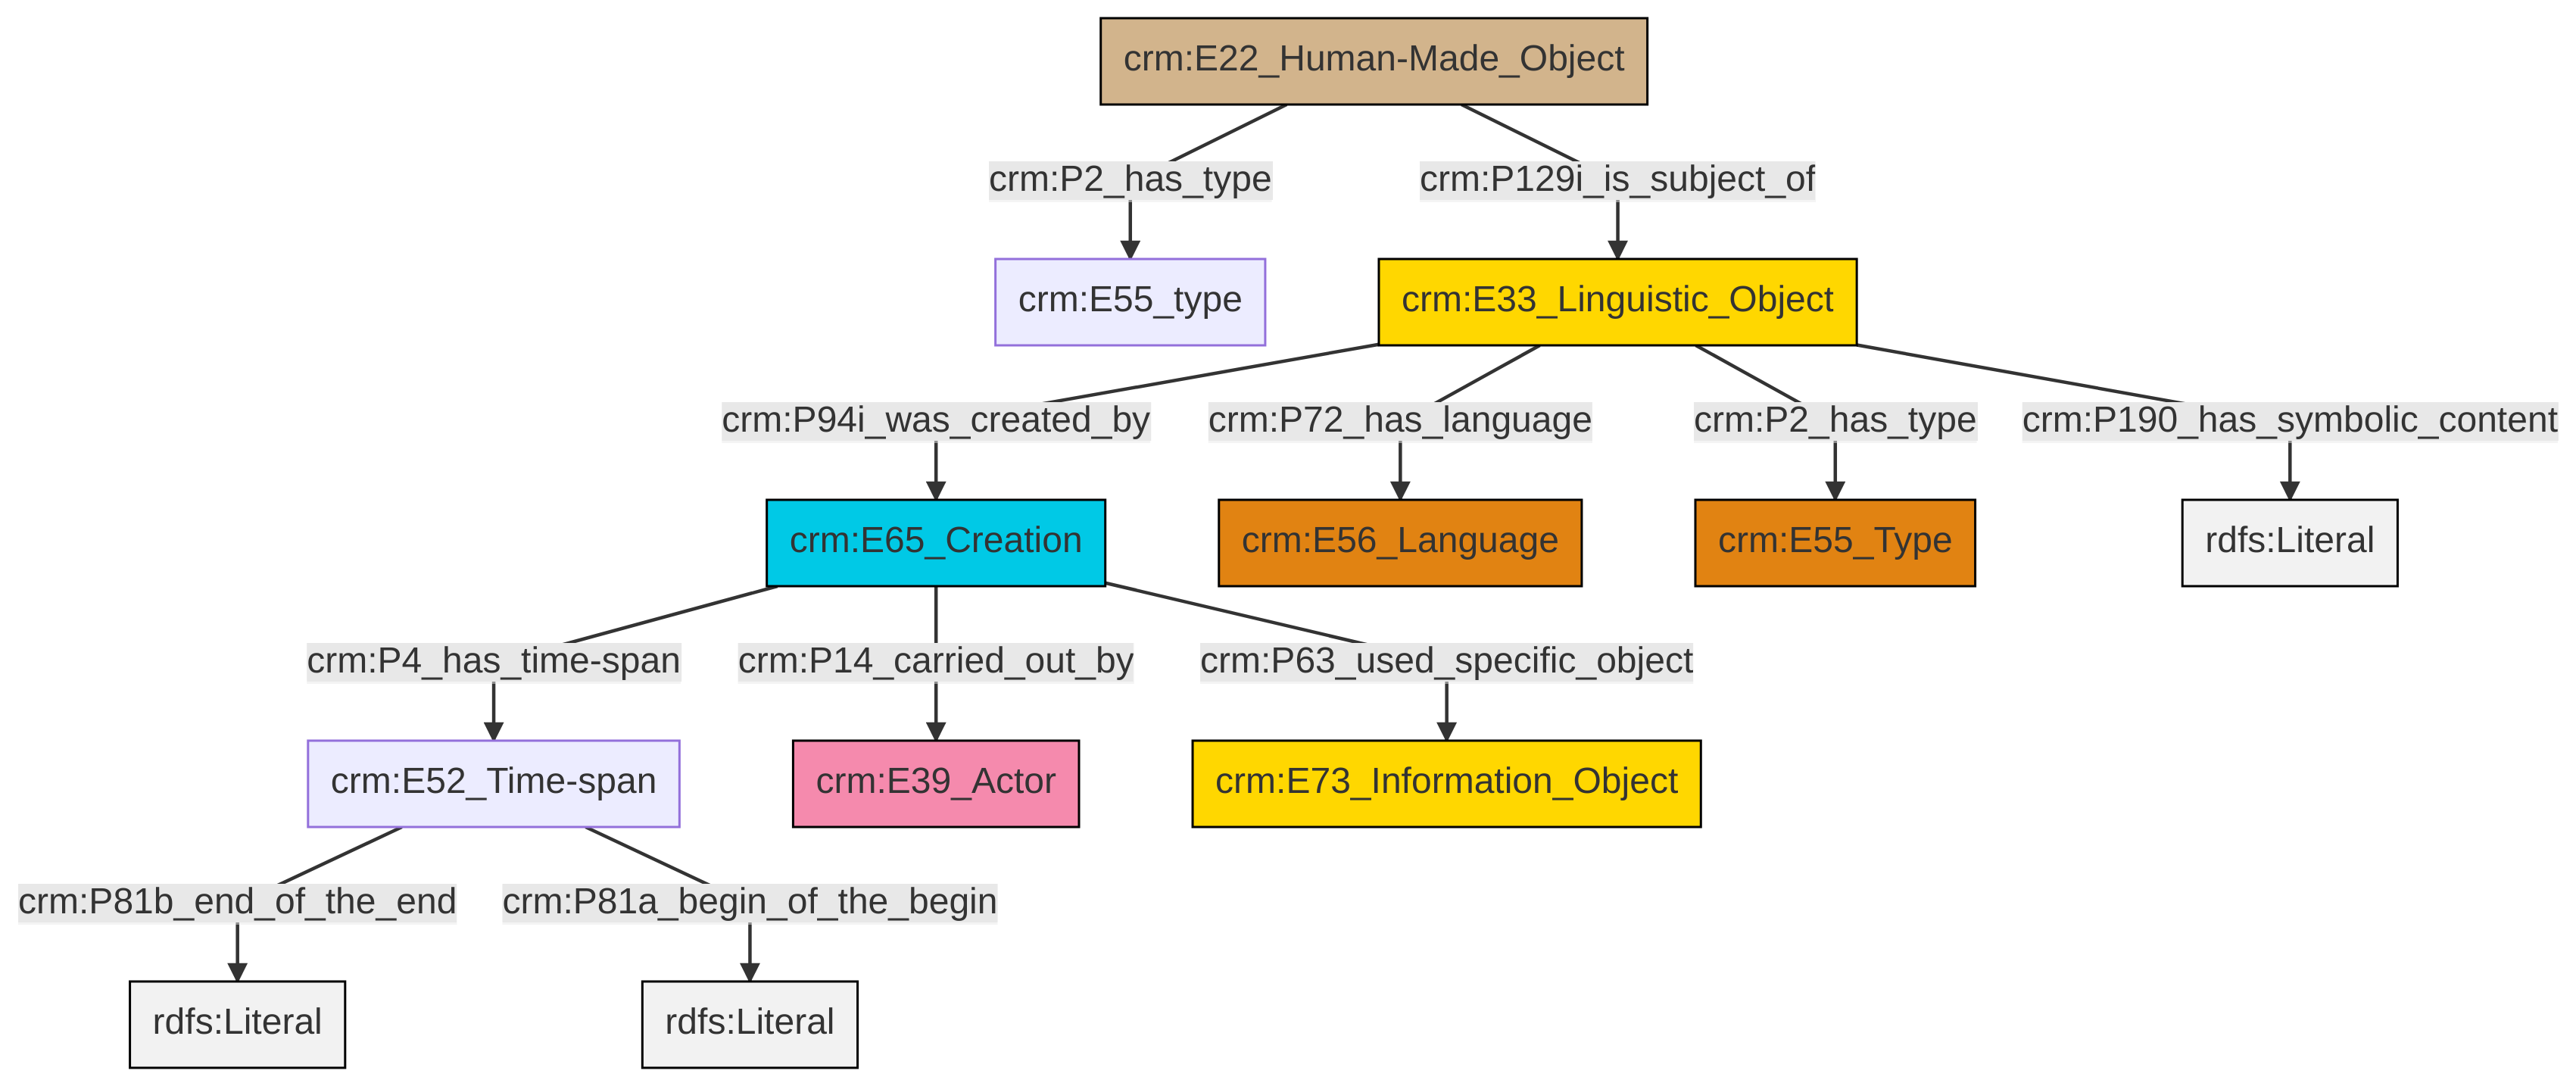 crm:E22_Human-Made_Object
crm:P2_has_type
crm:P129i_is_subject_of
crm:E55_type
crm:E33_Linguistic_Object
crm:P94i_was_created_by
crm:P72_has_language
crm:P2_has_type
crm:P190_has_symbolic_content
crm:E65_Creation
crm:E56_Language
crm:E55_Type
rdfs:Literal
crm:P4_has_time-span
crm:P14_carried_out_by
crm:P63_used_specific_object
crm:E52_Time-span
crm:E39_Actor
crm:E73_Information_Object
crm:P81b_end_of_the_end
crm:P81a_begin_of_the_begin
rdfs:Literal
rdfs:Literal